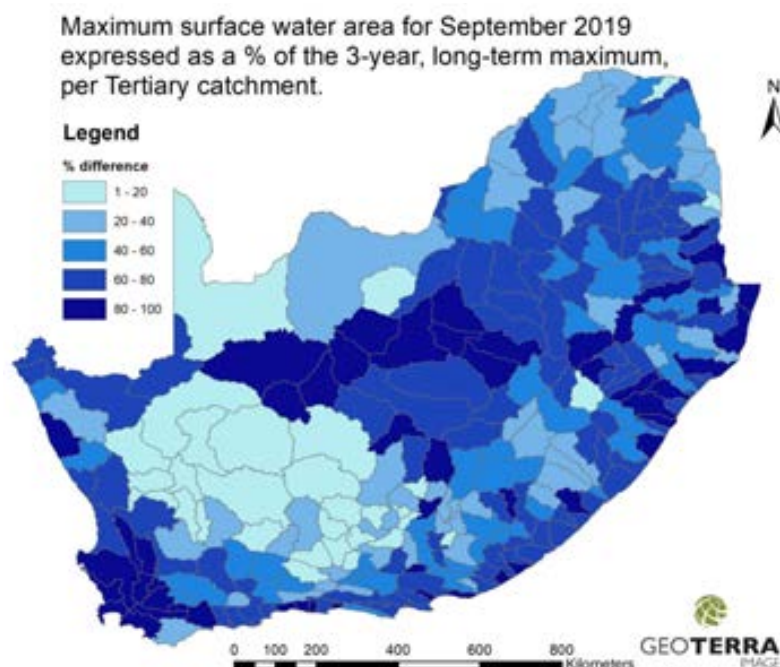 Maximum surface water area for September 2019
expressed as a % of the 3-year, long-term maximum,
per Tertiary catchment.
N
Legend
% difference
1 - 20
20 - 40
40 - 60
60 - 80
80 - 100
0 100 200 400 600 800
Kilometers
GEOTERRA
IMAGE